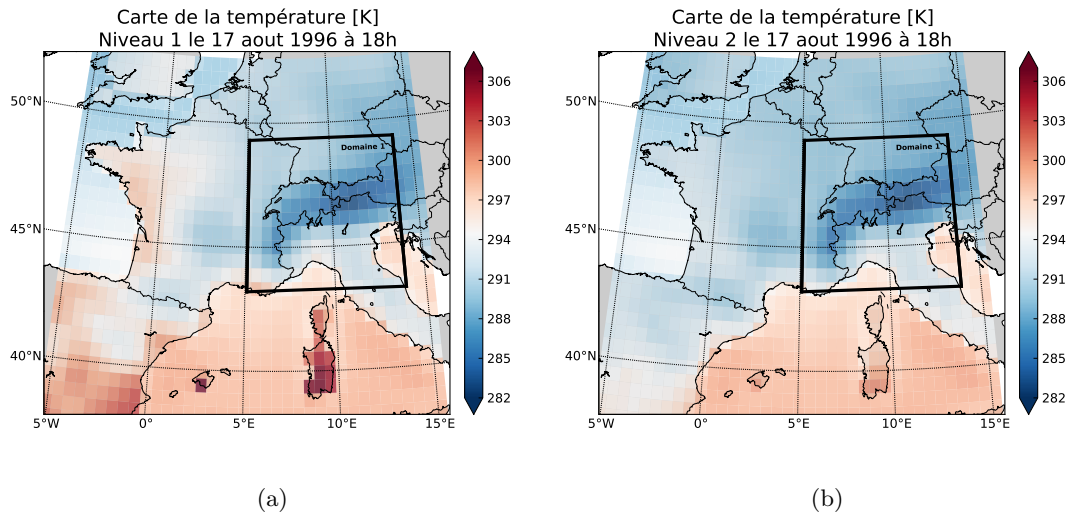 Carte de la température [K]
Niveau 1 le 17 aout 1996 à 18h
50°N
45°N
40°N
5°W
0°
5°E
10°E
15°E
Domaine 1
306
303
300
297
294
291
288
285
282
(a)
Carte de la température [K]
Niveau 2 le 17 aout 1996 à 18h
50°N
45°N
40°N
5°W
0°
5°E
10°E
15°E
Domaine 1
306
303
300
297
294
291
288
285
282
(b)